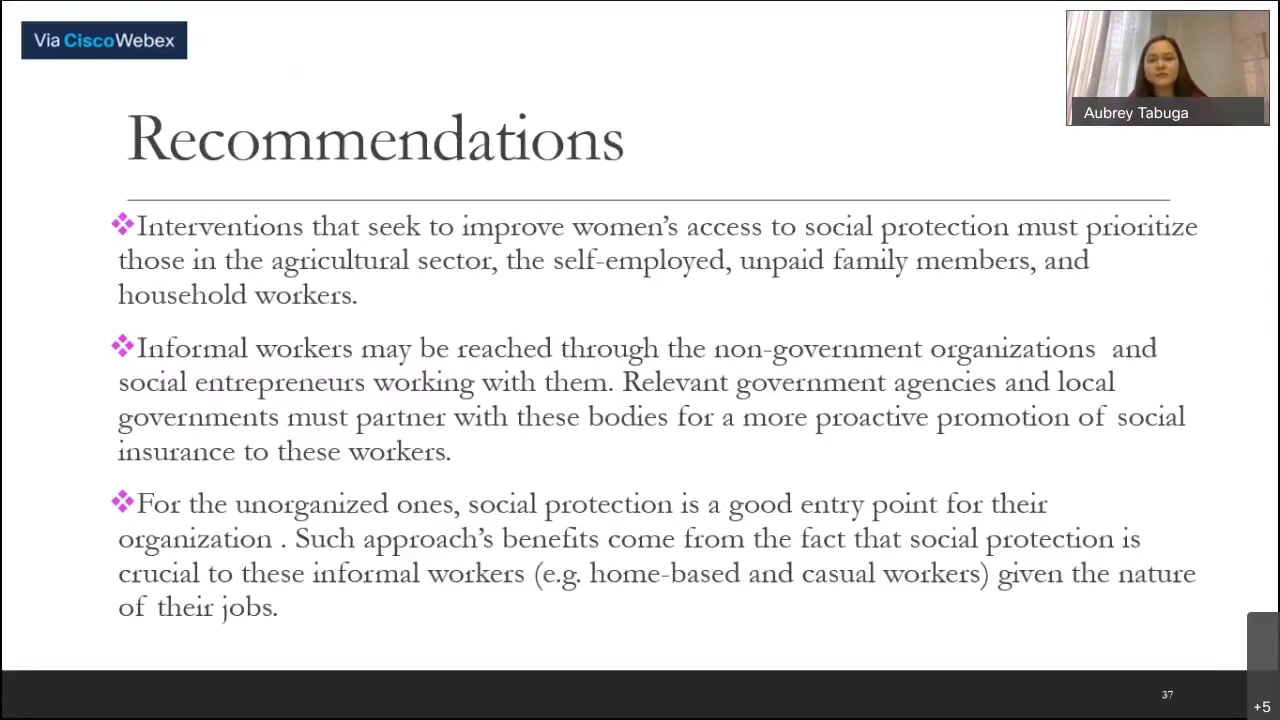 Via CiscoWebex
Aubrey Tabuga
Recommendations
❖Interventions that seek to improve women's access to social protection must prioritize
those in the agricultural sector, the self-employed, unpaid family members, and
household workers.
❖Informal workers may be reached through the non-government organizations  and
social entrepreneurs working with them. Relevant government agencies and local
governments must partner with these bodies for a more proactive promotion of social
insurance to these workers.
❖For the unorganized ones, social protection is a good entry point for their
organization . Such approach's benefits come from the fact that social protection is
crucial to these informal workers (e.g. home-based and casual workers) given the nature
of their jobs.
37
+5